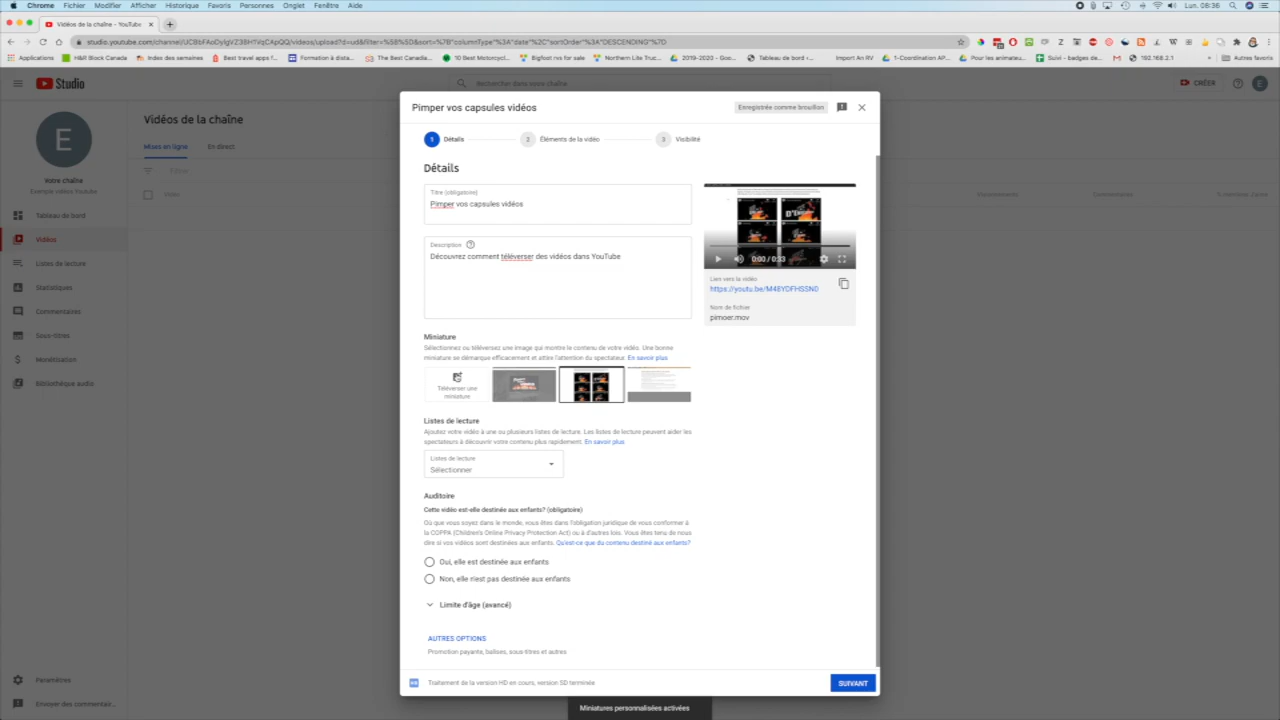 Chrome Fichier Modifier Afficher Historique Favoris Personnes Onglet Fenêtre Aide
Lun. 08:36
Vidéos de la chaîne - YouTube
studio.youtube.com/channel/UCBbFAoDylgVZ38H1VqCApQQ/videos/upload?d=ud&filter=%5B%5D&sort=%7B"columnType"%3A"date"%2C"sortOrder"%3A"DESCENDING"%7D
Applications H&R Block Canada Index des semaines Best travel apps f... Formation à dista... The Best Canadia... 10 Best Motorcycl... Bigfoot rvs for sale Northern Lite Truc... 2019-2020 - Goo... Tableau de bord ‹... Import An RV 1-Coordination AP... Pour les animateu... Suivi - badges de... 192.168.2.1 Autres favoris
Studio
Rechercher dans votre chaîne
CRÉER
E
E
Votre chaîne
Exemple vidéos Youtube
Tableau de bord
Vidéos
Listes de lecture
Statistiques
Commentaires
Sous-titres
Monétisation
Bibliothèque audio
Paramètres
Envoyer des commentair...
Vidéos de la chaîne
Mises en ligne En direct
Filtre
Vidéo
Commentaires
Pimper vos capsules vidéos
Enregistrée comme brouillon
1 Détails
2 Éléments de la vidéo
3 Visibilité
Détails
Titre (obligatoire)
Pimper vos capsules vidéos
Description
Découvrez comment téléverser des vidéos dans YouTube
0:00 / 0:33
Lien vers la vidéo
https://youtu.be/M48YDFHSSN0
Nom de fichier
pimoer.mov
Miniature
Sélectionnez ou téléversez une image qui montre le contenu de votre vidéo. Une bonne
miniature se démarque efficacement et attire l'attention du spectateur. En savoir plus
Téléverser une
miniature
Listes de lecture
Ajoutez votre vidéo à une ou plusieurs listes de lecture. Les listes de lecture peuvent aider les
spectateurs à découvrir votre contenu plus rapidement. En savoir plus
Listes de lecture
Sélectionner
Auditoire
Cette vidéo est-elle destinée aux enfants? (obligatoire)
Où que vous soyez dans le monde, vous êtes dans l'obligation juridique de vous conformer à
la COPPA (Children's Online Privacy Protection Act) ou à d'autres lois. Vous êtes tenu de nous
dire si vos vidéos sont destinées aux enfants. Qu'est-ce que du contenu destiné aux enfants?
Oui, elle est destinée aux enfants
Non, elle n'est pas destinée aux enfants
Limite d'âge (avancé)
AUTRES OPTIONS
Promotion payante, balises, sous-titres et autres
Traitement de la version HD en cours, version SD terminée
SUIVANT
Miniatures personnalisées activées